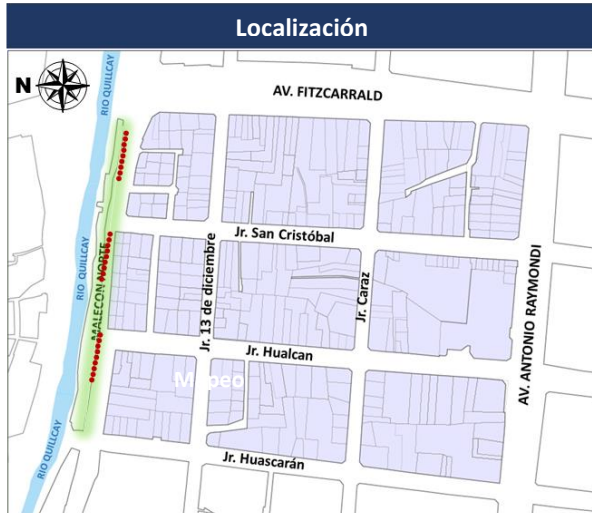 Localización
N
RIO QUILLCAY
AV. FITZCARRALD
Jr. San Cristóbal
RIO QUILLCAY
MALECON NORTE
Jr. 13 de diciembre
Jr. Caraz
AV. ANTONIO RAYMONDI
Jr. Hualcan
Mapeo
RIO QUILLCAY
Jr. Huascarán